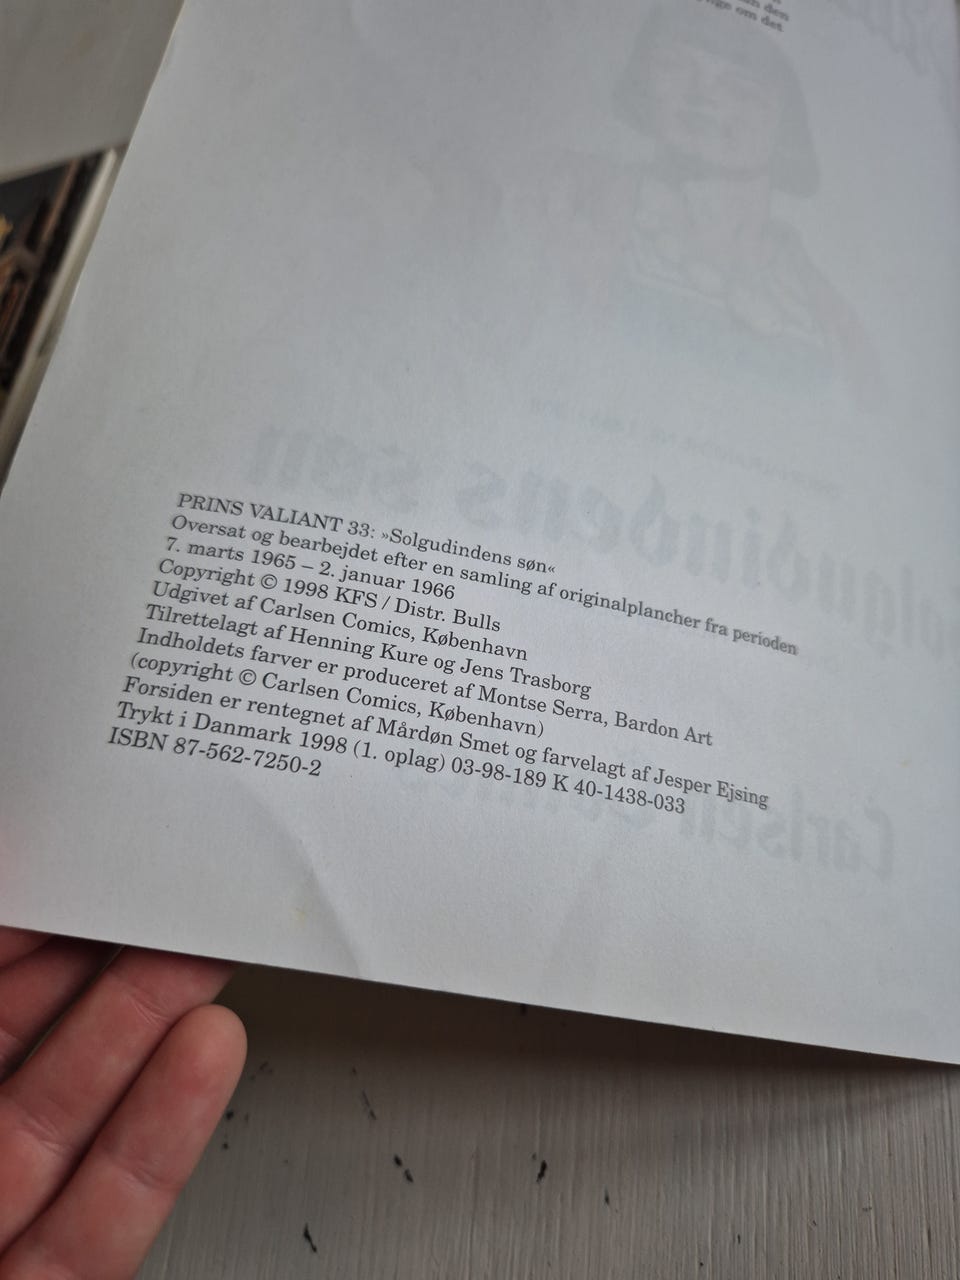 om det
PRINS VALIANT 33: »Solgudindens søn«
Oversat og bearbejdet efter en samling af originalplancher fra perioden
7. marts 1965 – 2. januar 1966
Copyright © 1998 KFS / Distr. Bulls
Udgivet af Carlsen Comics, København
Tilrettelagt af Henning Kure og Jens Trasborg
Indholdets farver er produceret af Montse Serra, Bardon Art
(copyright © Carlsen Comics, København)
Forsiden er rentegnet af Mårdøn Smet og farvelagt af Jesper Ejsing
Trykt i Danmark 1998 (1. oplag) 03-98-189 K 40-1438-033
ISBN 87-562-7250-2